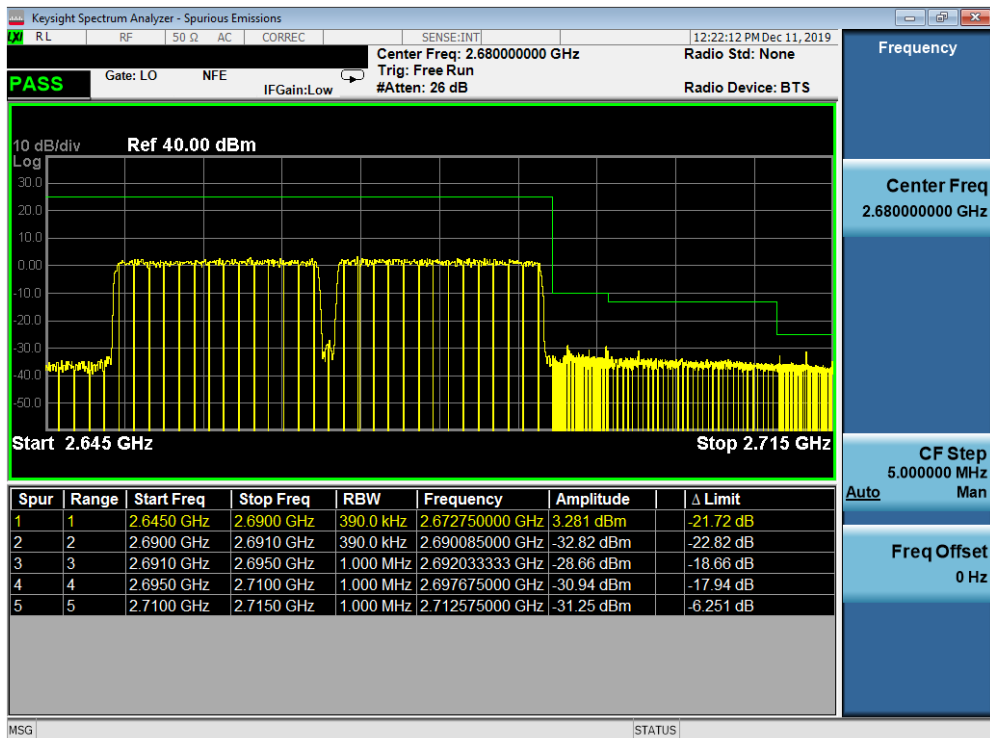 Keysight Spectrum Analyzer - Spurious Emissions
LXI RL RF 50 Ω AC CORREC SENSE:INT 12:22:12 PM Dec 11, 2019
Center Freq: 2.680000000 GHz Radio Std: None
Trig: Free Run
PASS Gate: LO NFE IFGain:Low #Atten: 26 dB Radio Device: BTS
Frequency
10 dB/div Ref 40.00 dBm
Log
30.0
20.0
10.0
0.00
-10.0
-20.0
-30.0
-40.0
-50.0
Start 2.645 GHz Stop 2.715 GHz
Center Freq
2.680000000 GHz
CF Step
5.000000 MHz
Auto Man
Freq Offset
0 Hz
Spur Range Start Freq Stop Freq RBW Frequency Amplitude Δ Limit
1 1 2.6450 GHz 2.6900 GHz 390.0 kHz 2.672750000 GHz 3.281 dBm -21.72 dB
2 2 2.6900 GHz 2.6910 GHz 390.0 kHz 2.690085000 GHz -32.82 dBm -22.82 dB
3 3 2.6910 GHz 2.6950 GHz 1.000 MHz 2.692033333 GHz -28.66 dBm -18.66 dB
4 4 2.6950 GHz 2.7100 GHz 1.000 MHz 2.697675000 GHz -30.94 dBm -17.94 dB
5 5 2.7100 GHz 2.7150 GHz 1.000 MHz 2.712575000 GHz -31.25 dBm -6.251 dB
MSG STATUS